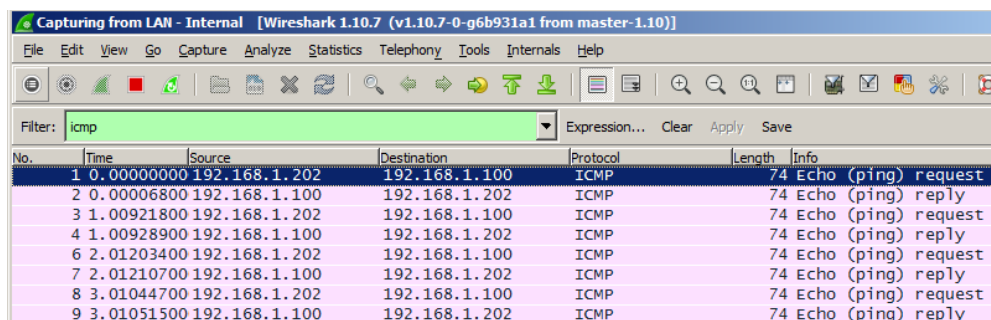 Capturing from LAN - Internal [Wireshark 1.10.7 (v1.10.7-0-g6b931a1 from master-1.10)]
File Edit View Go Capture Analyze Statistics Telephony Tools Internals Help
Filter: icmp Expression... Clear Apply Save
No. Time Source Destination Protocol Length Info
1 0.00000000 192.168.1.202 192.168.1.100 ICMP 74 Echo (ping) request
2 0.00006800 192.168.1.100 192.168.1.202 ICMP 74 Echo (ping) reply
3 1.00921800 192.168.1.202 192.168.1.100 ICMP 74 Echo (ping) request
4 1.00928900 192.168.1.100 192.168.1.202 ICMP 74 Echo (ping) reply
6 2.01203400 192.168.1.202 192.168.1.100 ICMP 74 Echo (ping) request
7 2.01210700 192.168.1.100 192.168.1.202 ICMP 74 Echo (ping) reply
8 3.01044700 192.168.1.202 192.168.1.100 ICMP 74 Echo (ping) request
9 3.01051500 192.168.1.100 192.168.1.202 ICMP 74 Echo (ping) reply